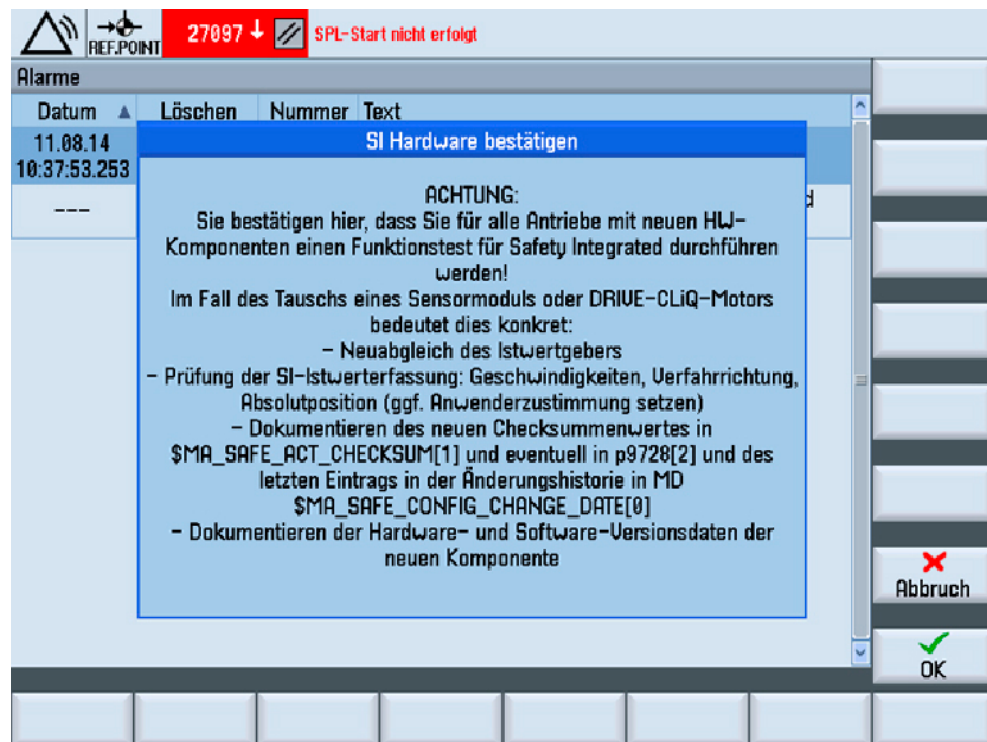 REF.POINT
27097 SPL-Start nicht erfolgt
Alarme
Datum Löschen Nummer Text
11.08.14
10:37:53.253
SI Hardware bestätigen
---
ACHTUNG:
Sie bestätigen hier, dass Sie für alle Antriebe mit neuen HW-
Komponenten einen Funktionstest für Safety Integrated durchführen
werden!
Im Fall des Tauschs eines Sensormoduls oder DRIVE-CLiQ-Motors
bedeutet dies konkret:
- Neuabgleich des Istwertgebers
- Prüfung der SI-Istwerterfassung: Geschwindigkeiten, Verfahrrichtung,
Absolutposition (ggf. Anwenderzustimmung setzen)
- Dokumentieren des neuen Checksummenwertes in
$MA_SAFE_ACT_CHECKSUM[1] und eventuell in p9728[2] und des
letzten Eintrags in der Änderungshistorie in MD
$MA_SAFE_CONFIG_CHANGE_DATE[0]
- Dokumentieren der Hardware- und Software-Versionsdaten der
neuen Komponente
Abbruch
OK